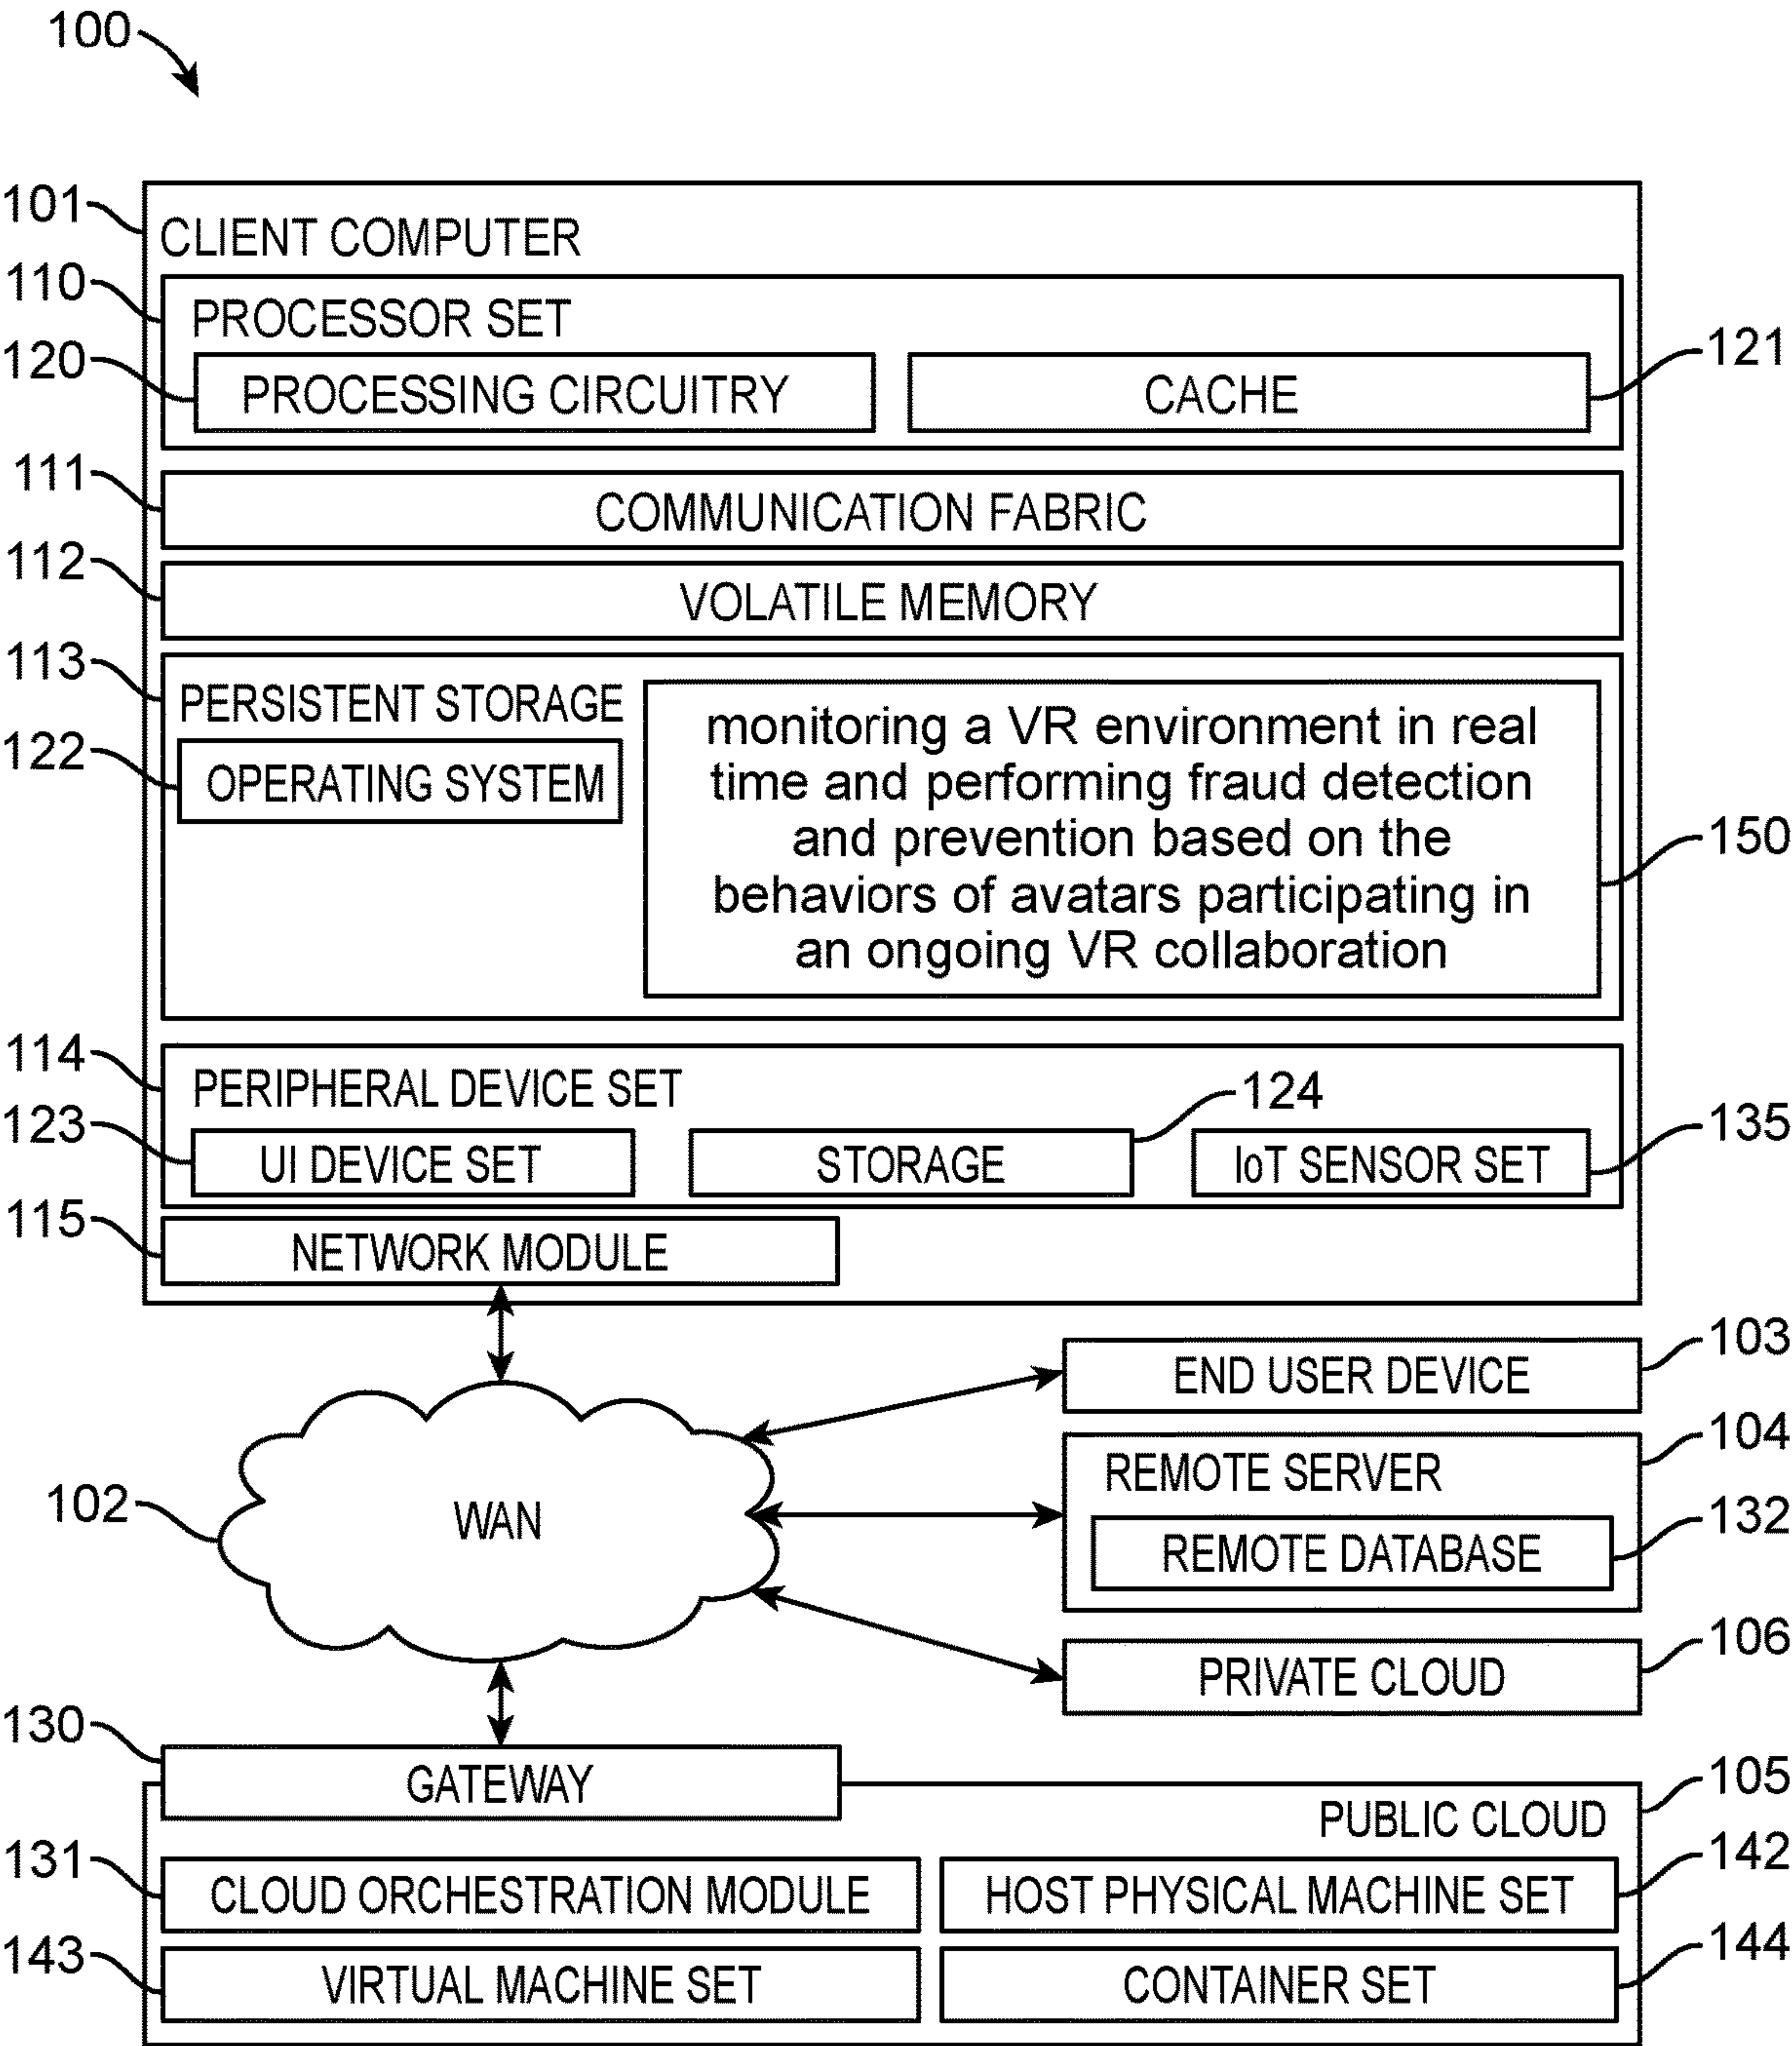 100
101
CLIENT COMPUTER
110
PROCESSOR SET
120
PROCESSING CIRCUITRY
CACHE
121
111
COMMUNICATION FABRIC
112
VOLATILE MEMORY
113
PERSISTENT STORAGE
122
OPERATING SYSTEM
monitoring a VR environment in real
time and performing fraud detection
and prevention based on the
behaviors of avatars participating in
an ongoing VR collaboration
150
114
PERIPHERAL DEVICE SET
124
123
UI DEVICE SET
STORAGE
IoT SENSOR SET
135
115
NETWORK MODULE
103
END USER DEVICE
104
REMOTE SERVER
102
WAN
132
REMOTE DATABASE
106
PRIVATE CLOUD
130
GATEWAY
105
PUBLIC CLOUD
131
CLOUD ORCHESTRATION MODULE
HOST PHYSICAL MACHINE SET
142
143
VIRTUAL MACHINE SET
CONTAINER SET
144